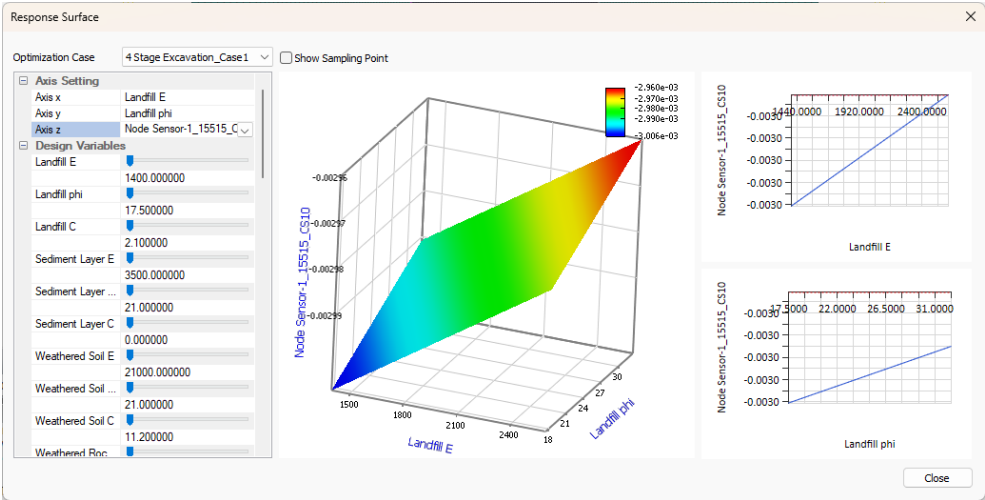 Response Surface
Optimization Case
4 Stage Excavation_Case1
Show Sampling Point
Axis Setting
Axis x Landfill E
Axis y Landfill phi
Axis z Node Sensor-1_15515_C
Design Variables
Landfill E
1400.000000
Landfill phi
17.500000
Landfill C
2.100000
Sediment Layer E
3500.000000
Sediment Layer ...
21.000000
Sediment Layer C
0.000000
Weathered Soil E
21000.000000
Weathered Soil ...
21.000000
Weathered Soil C
11.200000
Weathered Roc
-2.960e-03
-2.970e-03
-2.980e-03
-2.990e-03
-3.006e-03
-0.00296
-0.00297
-0.00298
-0.00299
Node Sensor-1_15515_CS10
1500
1800
2100
2400
Landfill E
18
21
24
27
30
Landfill phi
1440.0000 1920.0000 2400.0000
-0.0030
-0.0030
-0.0030
-0.0030
-0.0030
Node Sensor-1_15515_CS10
Landfill E
17.5000 22.0000 26.5000 31.0000
-0.0030
-0.0030
-0.0030
-0.0030
-0.0030
Node Sensor-1_15515_CS10
Landfill phi
Close